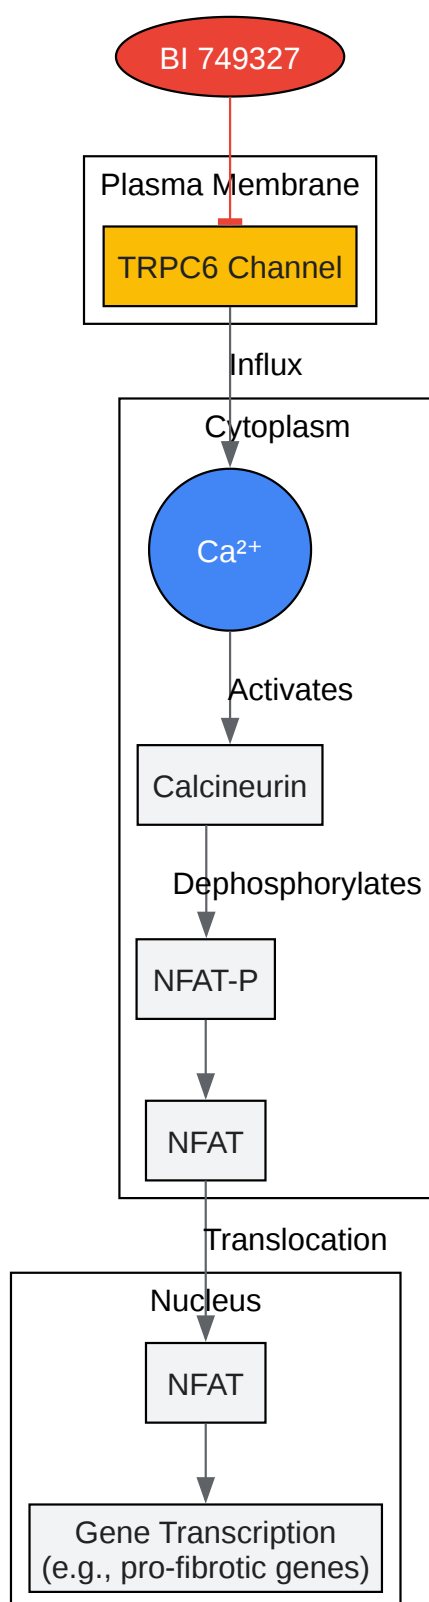 BI 749327
Plasma Membrane
TRPC6 Channel
Influx
Cytoplasm
Ca²⁺
Activates
Calcineurin
Dephosphorylates
NFAT-P
NFAT
Translocation
Nucleus
NFAT
Gene Transcription
(e.g., pro-fibrotic genes)